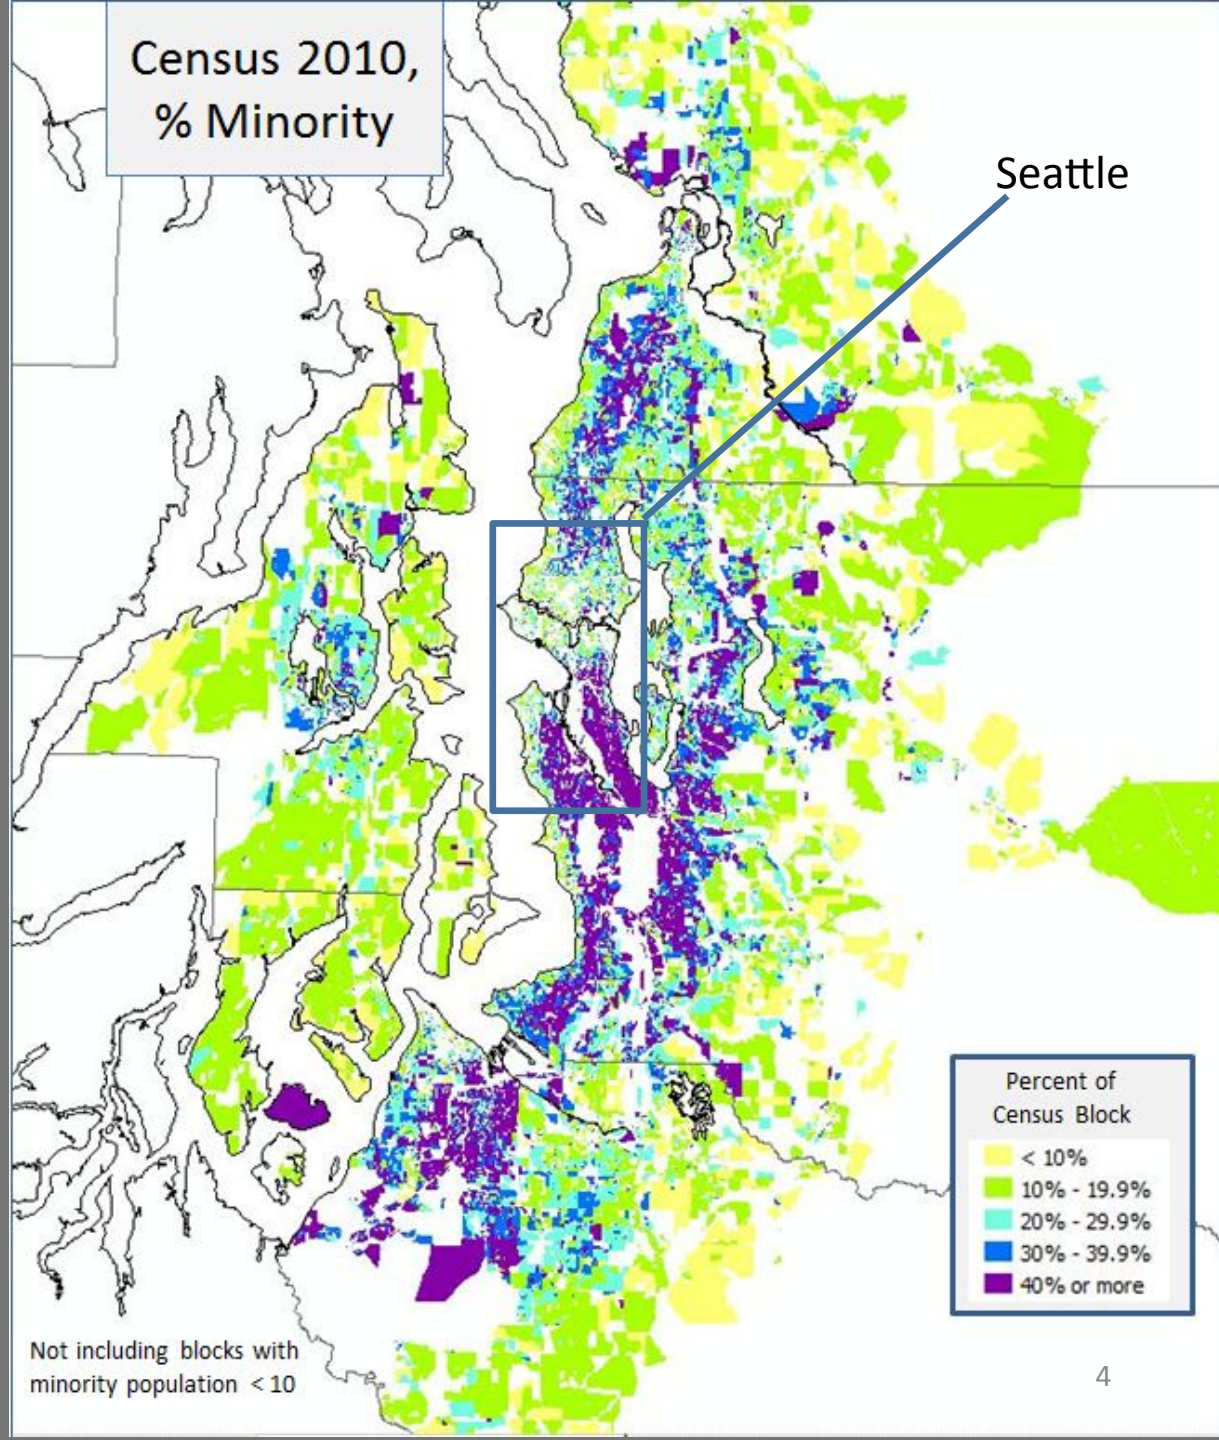 Census 2010,
% Minority
Seattle
Percent of
Census Block
< 10%
10% - 19.9%
20% - 29.9%
30% - 39.9%
40% or more
Not including blocks with
minority population < 10
4